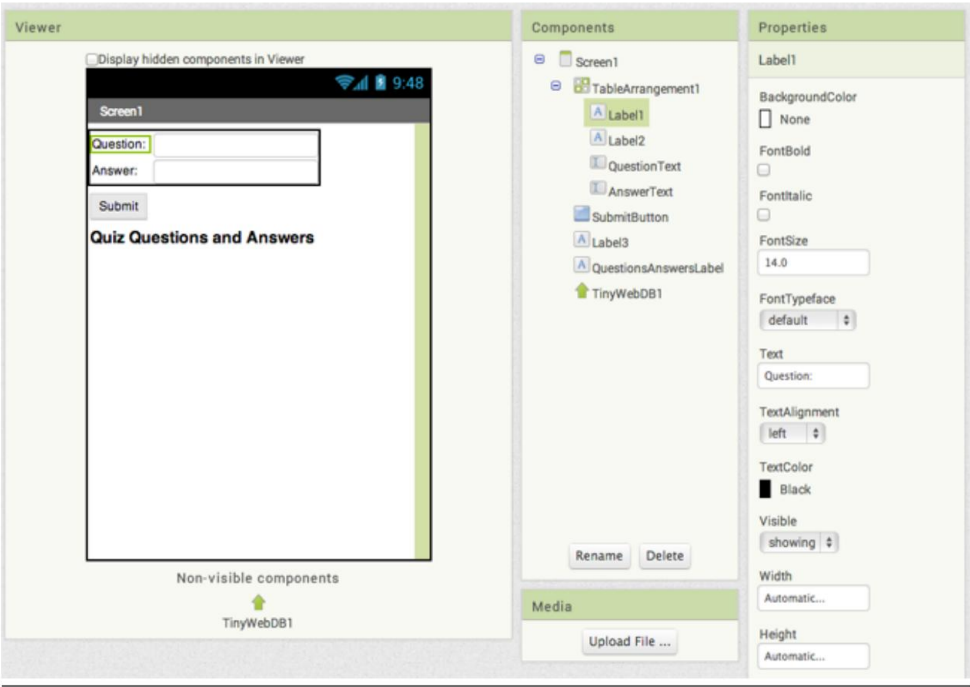 Viewer
Display hidden components in Viewer
9:48
Screen1
Question:
Answer:
Submit
Quiz Questions and Answers
Non-visible components
TinyWebDB1
Components
Screen1
TableArrangement1
Label1
Label2
QuestionText
AnswerText
SubmitButton
Label3
QuestionsAnswersLabel
TinyWebDB1
Rename Delete
Media
Upload File ...
Properties
Label1
BackgroundColor
None
FontBold
FontItalic
FontSize
14.0
FontTypeface
default
Text
Question:
TextAlignment
left
TextColor
Black
Visible
showing
Width
Automatic...
Height
Automatic...